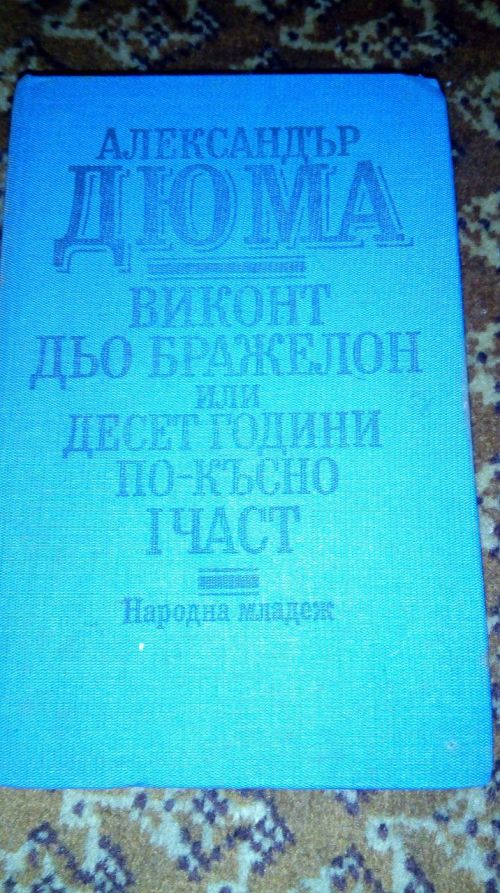 АЛЕКСАНДЪР
ДЮМА
ВИКОНТ
ДЬО БРАЖЕЛОН
ИЛИ
ДЕСЕТ ГОДИНИ
ПО-КЪСНО
I ЧАСТ
Народна младеж